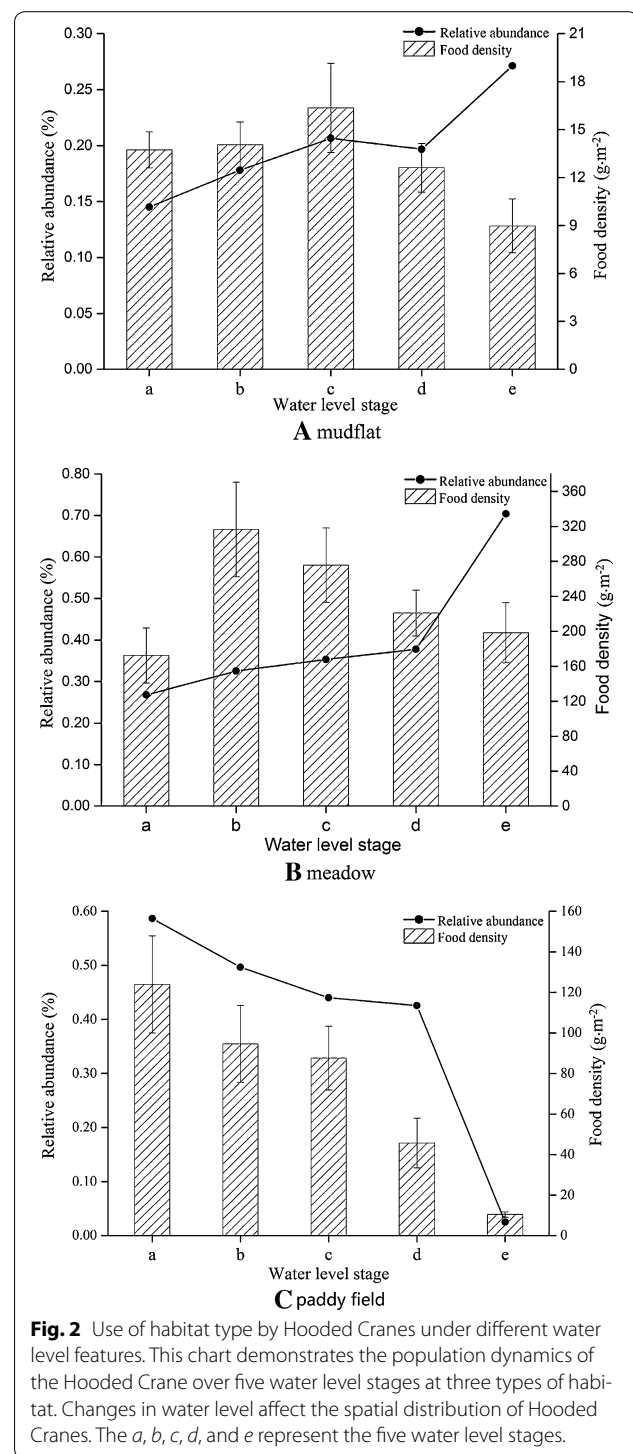 0.30
0.25
0.20
0.15
0.10
0.05
0.00
Relative abundance (%)
Relative abundance
Food density
21
18
15
12
9
6
3
0
Food density (g·m-2)
a b c d e
Water level stage
A mudflat
0.80
0.70
0.60
0.50
0.40
0.30
0.20
0.10
0.00
Relative abundance (%)
Relative abundance
Food density
360
320
280
240
200
160
120
80
40
0
Food density (g·m-2)
a b c d e
Water level stage
B meadow
0.60
0.50
0.40
0.30
0.20
0.10
0.00
Relative abundance (%)
Relative abundance
Food density
160
140
120
100
80
60
40
20
0
Food density (g·m-2)
a b c d e
Water level stage
C paddy field
Fig. 2 Use of habitat type by Hooded Cranes under different water
level features. This chart demonstrates the population dynamics of
the Hooded Crane over five water level stages at three types of habi-
tat. Changes in water level affect the spatial distribution of Hooded
Cranes. The a, b, c, d, and e represent the five water level stages.